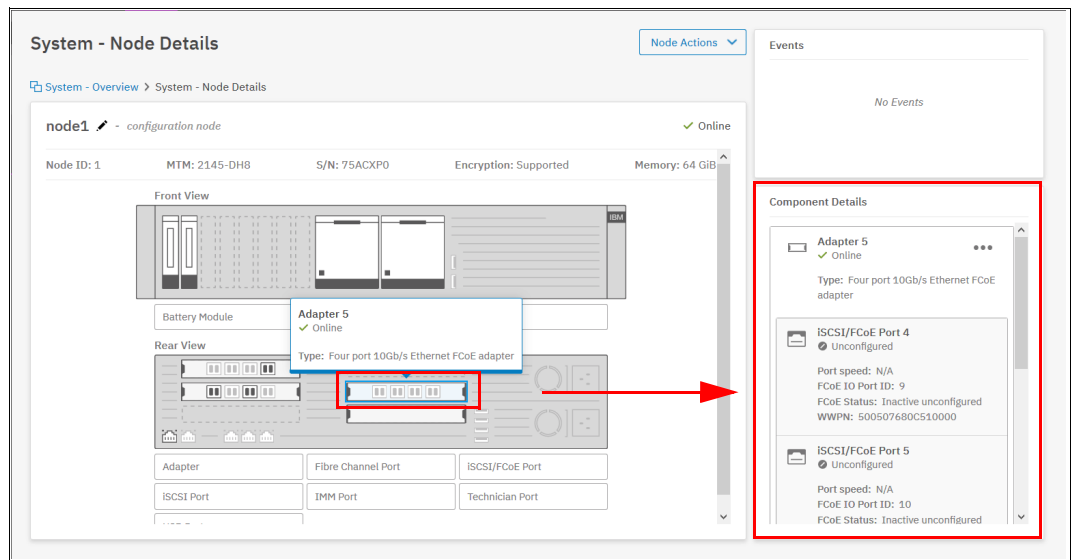 System - Node Details
Node Actions
System - Overview > System - Node Details
node1 - configuration node
Online
Node ID: 1 MTM: 2145-DH8 S/N: 75ACXP0 Encryption: Supported Memory: 64 GiB
Front View
IBM
Battery Module
Adapter 5
Online
Type: Four port 10Gb/s Ethernet FCoE adapter
Rear View
Adapter
Fibre Channel Port
iSCSI/FCoE Port
iSCSI Port
IMM Port
Technician Port
Events
No Events
Component Details
Adapter 5
Online
Type: Four port 10Gb/s Ethernet FCoE
adapter
iSCSI/FCoE Port 4
Unconfigured
Port speed: N/A
FCoE IO Port ID: 9
FCoE Status: Inactive unconfigured
WWPN: 500507680C510000
iSCSI/FCoE Port 5
Unconfigured
Port speed: N/A
FCoE IO Port ID: 10
FCoE Status: Inactive unconfigured